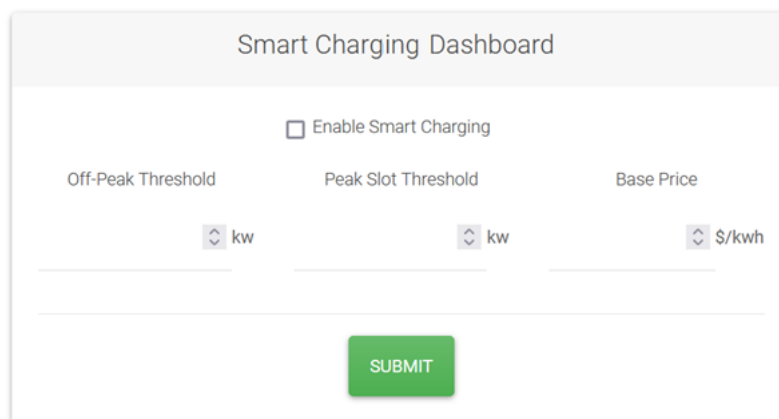 Smart Charging Dashboard
Enable Smart Charging
Off-Peak Threshold Peak Slot Threshold Base Price
kw kw $/kwh
SUBMIT